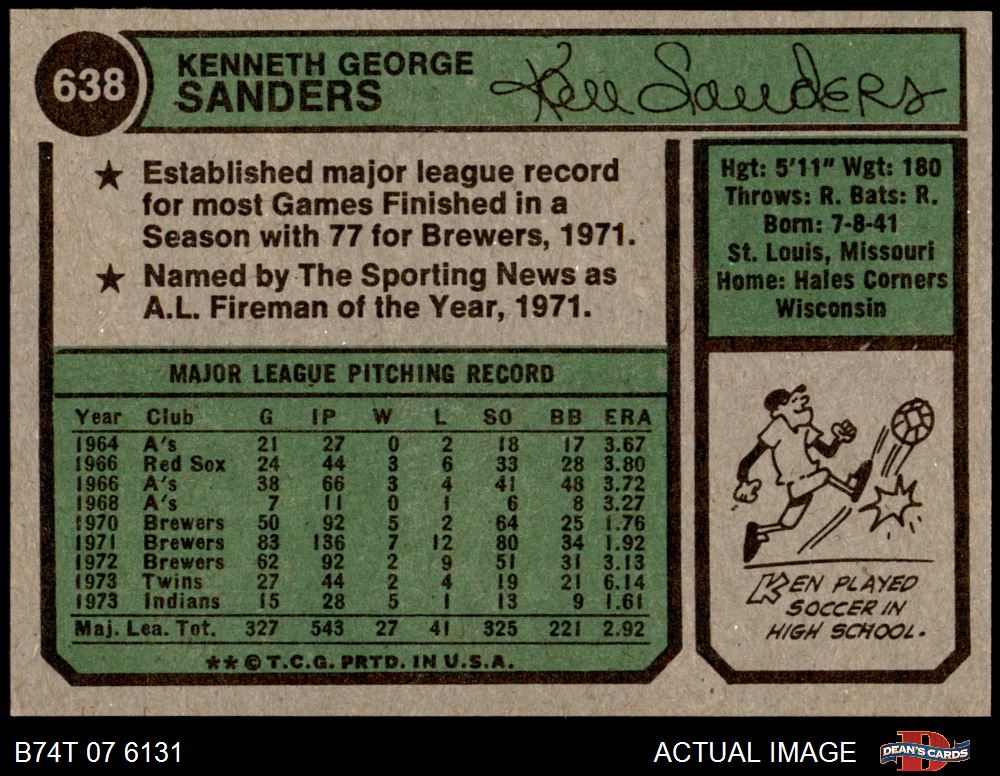 638
KENNETH GEORGE
SANDERS
Ken Sanders
★ Established major league record
for most Games Finished in a
Season with 77 for Brewers, 1971.
★ Named by The Sporting News as
A.L. Fireman of the Year, 1971.
Hgt: 5'11" Wgt: 180
Throws: R. Bats: R.
Born: 7-8-41
St. Louis, Missouri
Home: Hales Corners
Wisconsin
MAJOR LEAGUE PITCHING RECORD
Year Club G IP W L SO BB ERA
1964 A's 21 27 0 2 18 17 3.67
1966 Red Sox 24 44 3 6 33 28 3.80
1966 A's 38 66 3 4 41 48 3.72
1968 A's 7 11 0 1 6 8 3.27
1970 Brewers 50 92 5 2 64 25 1.76
1971 Brewers 83 136 7 12 80 34 1.92
1972 Brewers 62 92 2 9 51 31 3.13
1973 Twins 27 44 2 4 19 21 6.14
1973 Indians 15 28 5 1 13 9 1.61
Maj. Lea. Tot. 327 543 27 41 325 221 2.92
**©T.C.G. PRTD. IN U.S.A.
KEN PLAYED
SOCCER IN
HIGH SCHOOL.
B74T 07 6131
ACTUAL IMAGE
DEAN'S CARDS